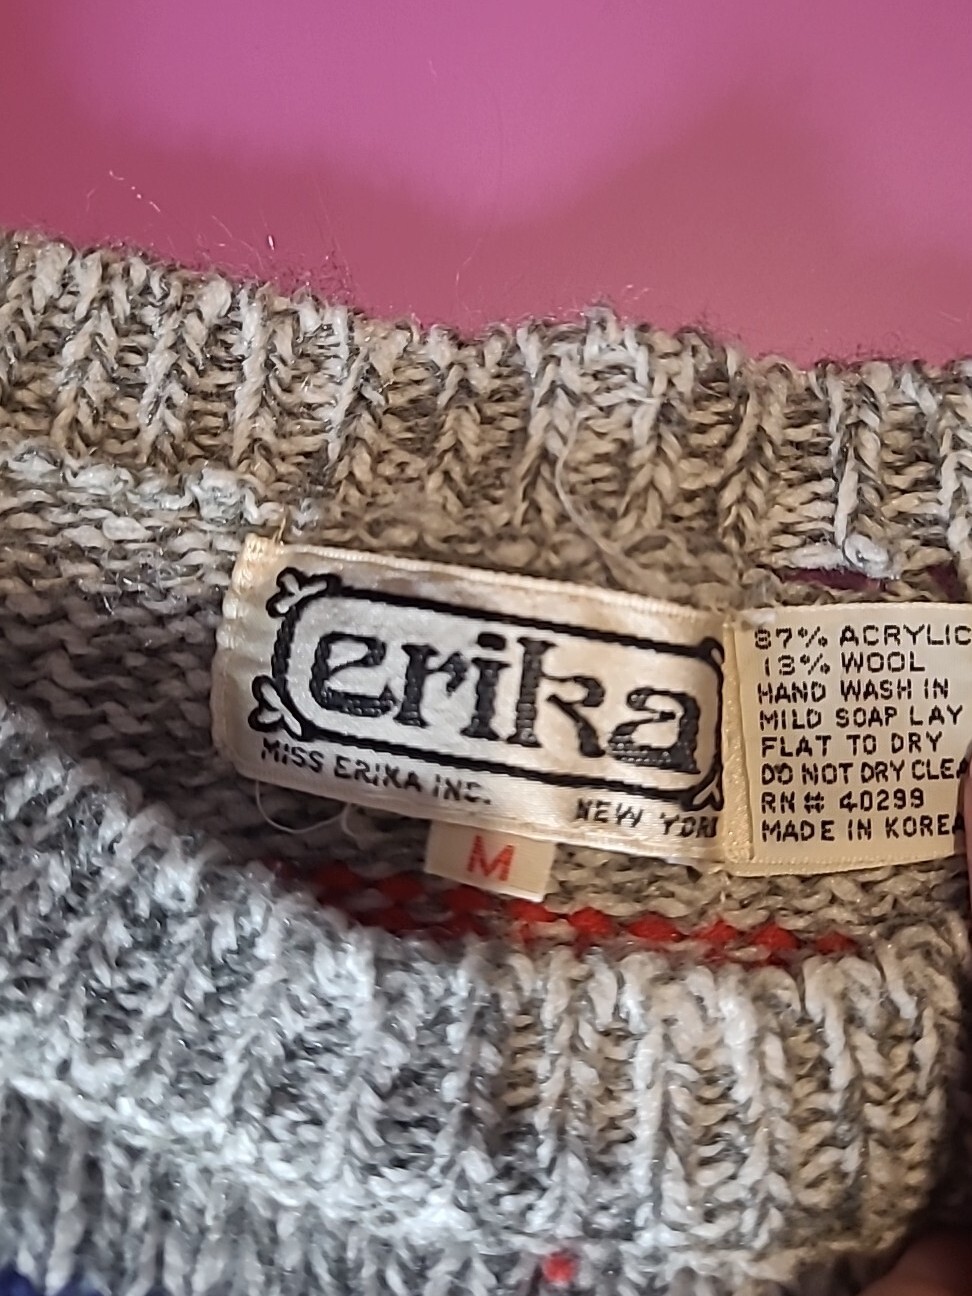 erika
MISS ERIKA INC.
NEW YORK
M
87% ACRYLIC
13% WOOL
HAND WASH IN
MILD SOAP LAY
FLAT TO DRY
DO NOT DRY CLEA
RN# 40299
MADE IN KOREA